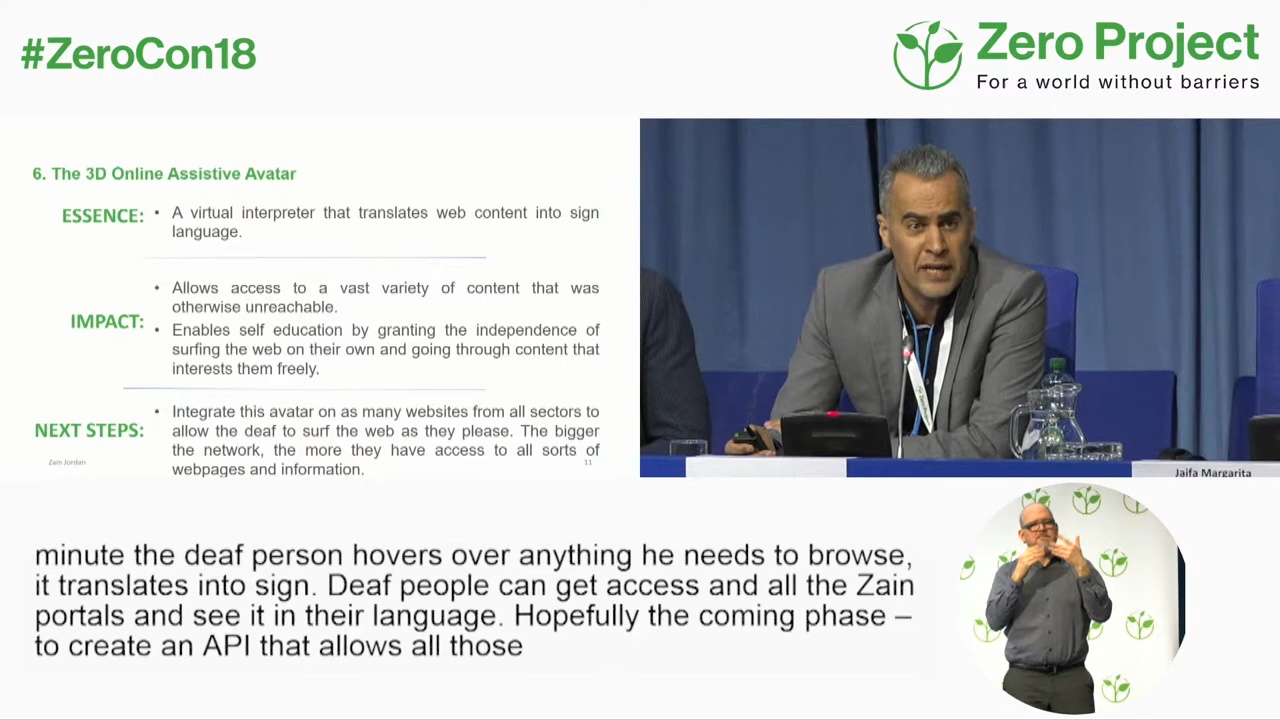 #ZeroCon18
Zero Project
For a world without barriers
6. The 3D Online Assistive Avatar
ESSENCE:
• A virtual interpreter that translates web content into sign
language.
IMPACT:
• Allows access to a vast variety of content that was
otherwise unreachable.
• Enables self education by granting the independence of
surfing the web on their own and going through content that
interests them freely.
NEXT STEPS:
• Integrate this avatar on as many websites from all sectors to
allow the deaf to surf the web as they please. The bigger
the network, the more they have access to all sorts of
webpages and information.
Zain Jordan
11
Zero Project
Jaifa Margarita
minute the deaf person hovers over anything he needs to browse,
it translates into sign. Deaf people can get access and all the Zain
portals and see it in their language. Hopefully the coming phase –
to create an API that allows all those